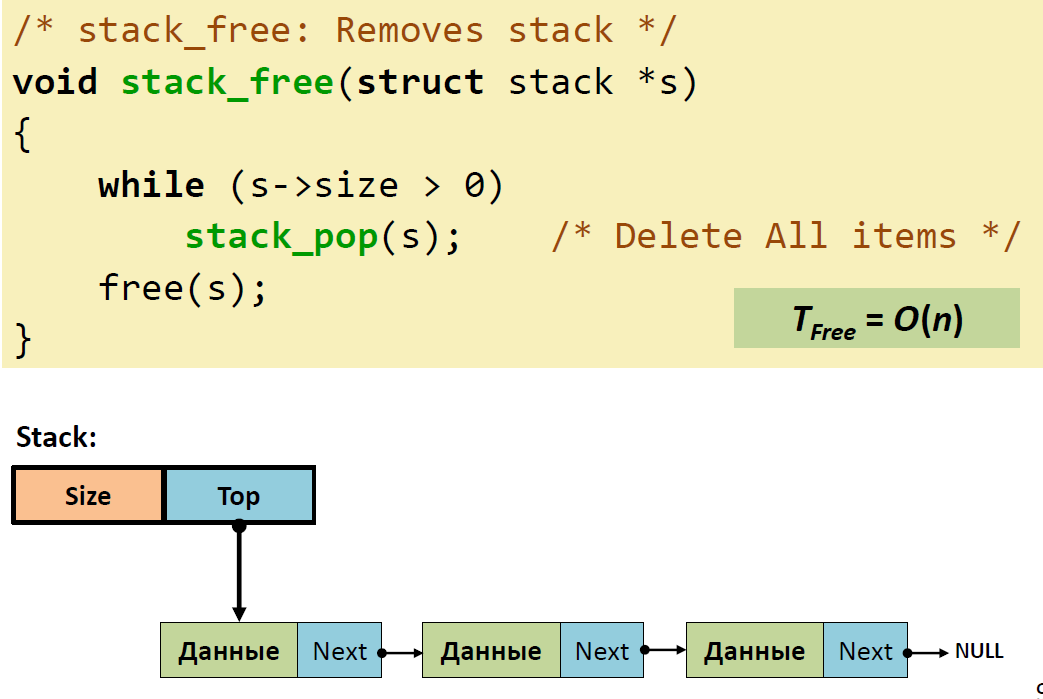 /* stack_free: Removes stack */
void stack_free(struct stack *s)
{
    while (s->size > 0)
        stack_pop(s);    /* Delete All items */
    free(s);
}
T_Free = O(n)
Stack:
Size Top
Данные Next Данные Next Данные Next NULL